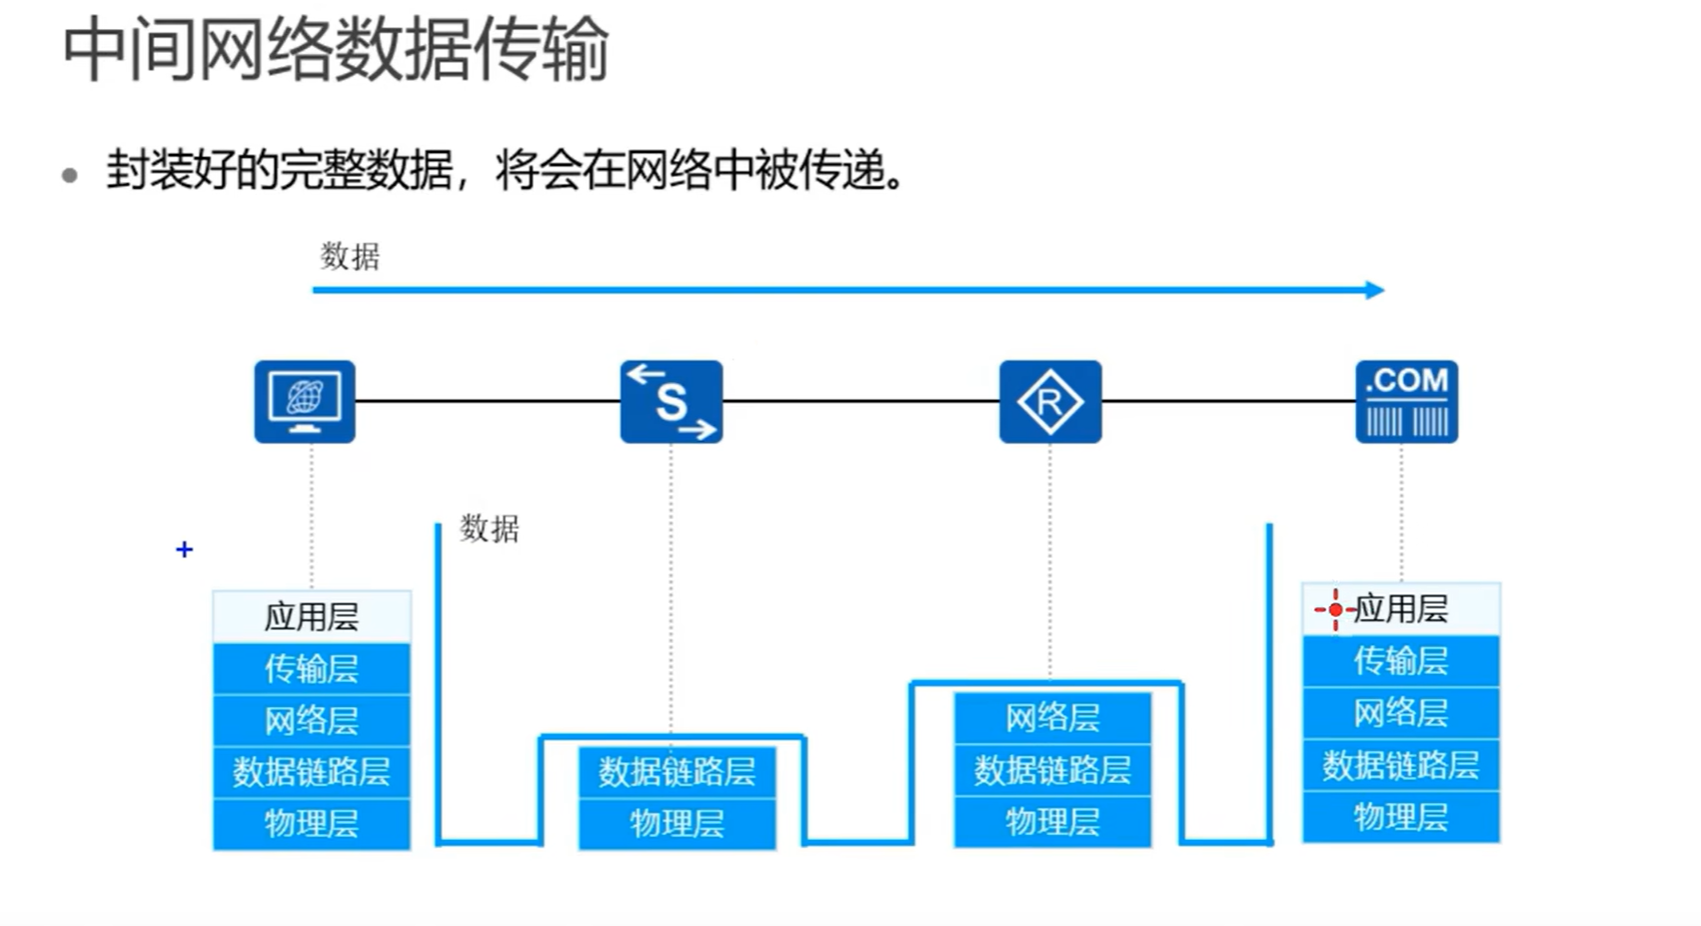 中间网络数据传输
封装好的完整数据，将会在网络中被传递。
数据
S
R
.COM
数据
应用层
传输层
网络层
数据链路层
物理层
数据链路层
物理层
网络层
数据链路层
物理层
应用层
传输层
网络层
数据链路层
物理层